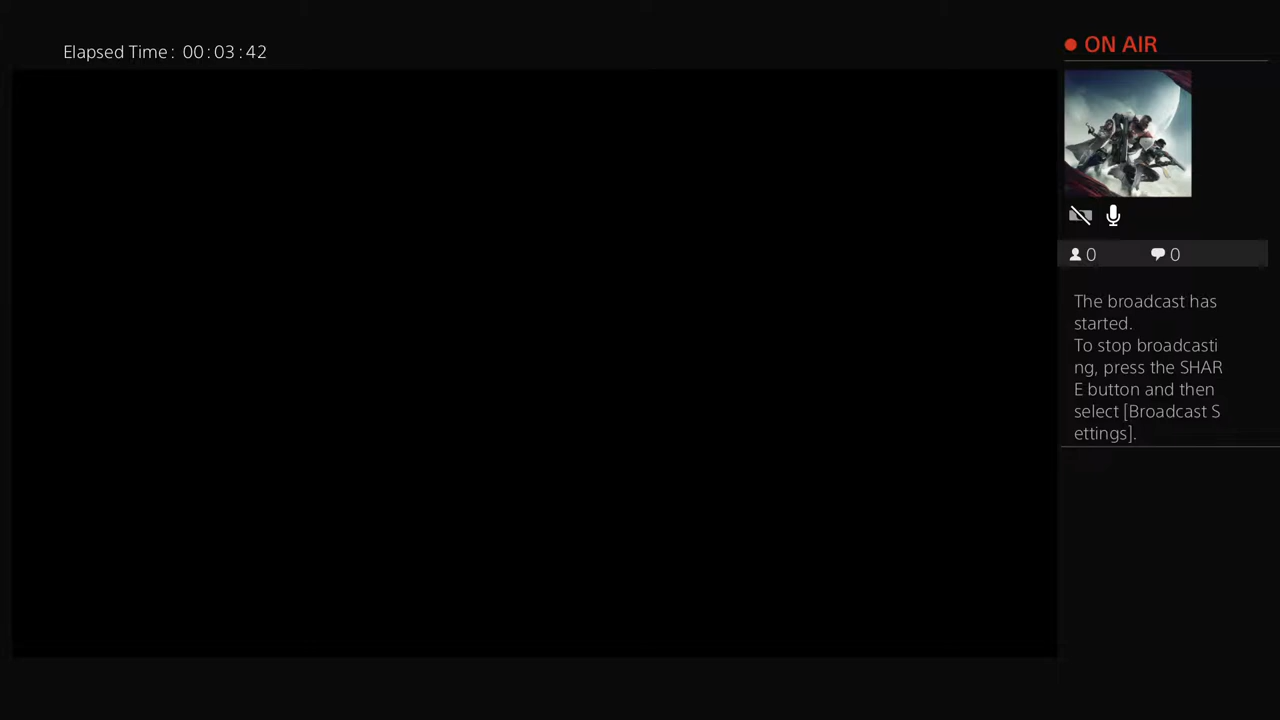 Elapsed Time: 00:03:42
ON AIR
0 0
The broadcast has
started.
To stop broadcasti
ng, press the SHAR
E button and then
select [Broadcast S
ettings].